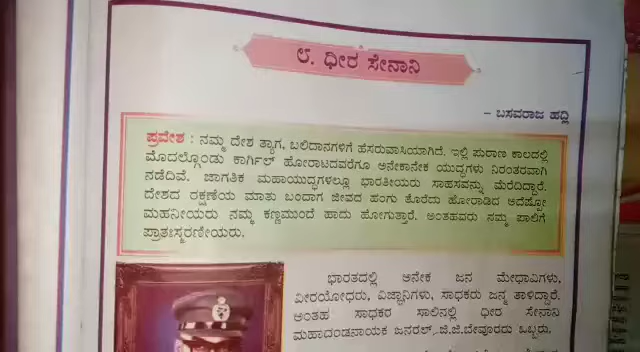 ೮. ಧೀರ ಸೇನಾನಿ
– ಬಸವರಾಜ ಹದ್ಲಿ
ಪ್ರವೇಶ : ನಮ್ಮ ದೇಶ ತ್ಯಾಗ, ಬಲಿದಾನಗಳಿಗೆ ಹೆಸರುವಾಸಿಯಾಗಿದೆ. ಇಲ್ಲಿ ಪುರಾಣ ಕಾಲದಲ್ಲಿ
ಮೊದಲ್ಗೊಂಡು ಕಾರ್ಗಿಲ್ ಹೋರಾಟದವರೆಗೂ ಅನೇಕಾನೇಕ ಯುದ್ಧಗಳು ನಿರಂತರವಾಗಿ
ನಡೆದಿವೆ. ಜಾಗತಿಕ ಮಹಾಯುದ್ಧಗಳಲ್ಲೂ ಭಾರತೀಯರು ಸಾಹಸವನ್ನು ಮೆರೆದಿದ್ದಾರೆ.
ದೇಶದ ರಕ್ಷಣೆಯ ಮಾತು ಬಂದಾಗ ಜೀವದ ಹಂಗು ತೊರೆದು ಹೋರಾಡಿದ ಅದೆಷ್ಟೋ
ಮಹನೀಯರು ನಮ್ಮ ಕಣ್ಣಮುಂದೆ ಹಾದು ಹೋಗುತ್ತಾರೆ. ಅಂತಹವರು ನಮ್ಮ ಪಾಲಿಗೆ
ಪ್ರಾತಃಸ್ಮರಣೀಯರು.
ಭಾರತದಲ್ಲಿ ಅನೇಕ ಜನ ಮೇಧಾವಿಗಳು,
ವೀರಯೋಧರು, ವಿಜ್ಞಾನಿಗಳು, ಸಾಧಕರು ಜನ್ಮ ತಾಳಿದ್ದಾರೆ.
ಅಂತಹ ಸಾಧಕರ ಸಾಲಿನಲ್ಲಿ ಧೀರ ಸೇನಾನಿ
ಮಹಾದಂಡನಾಯಕ ಜನರಲ್.ಜಿ.ಜಿ.ಬೇವೂರರು ಒಬ್ಬರು.